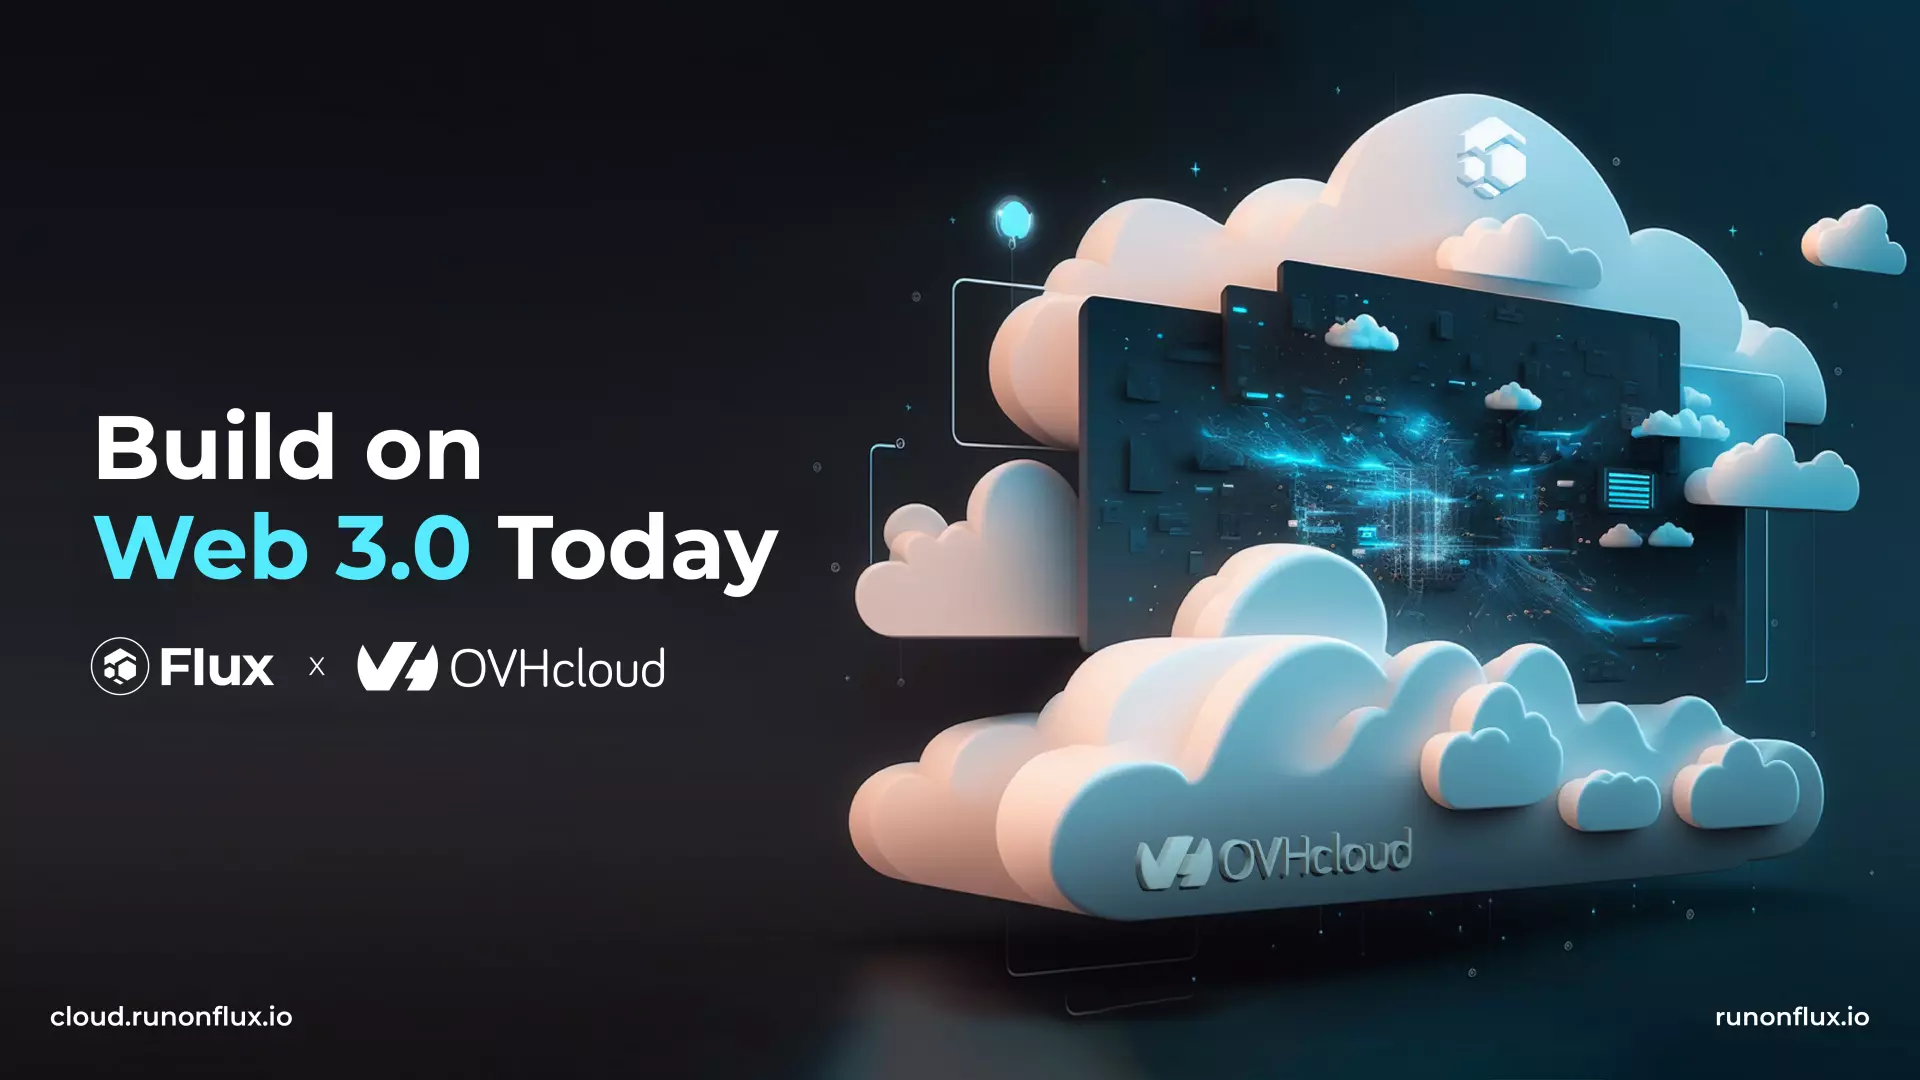 Build on
Web 3.0 Today
Flux x OVHcloud
OVHcloud
cloud.runonflux.io
runonflux.io